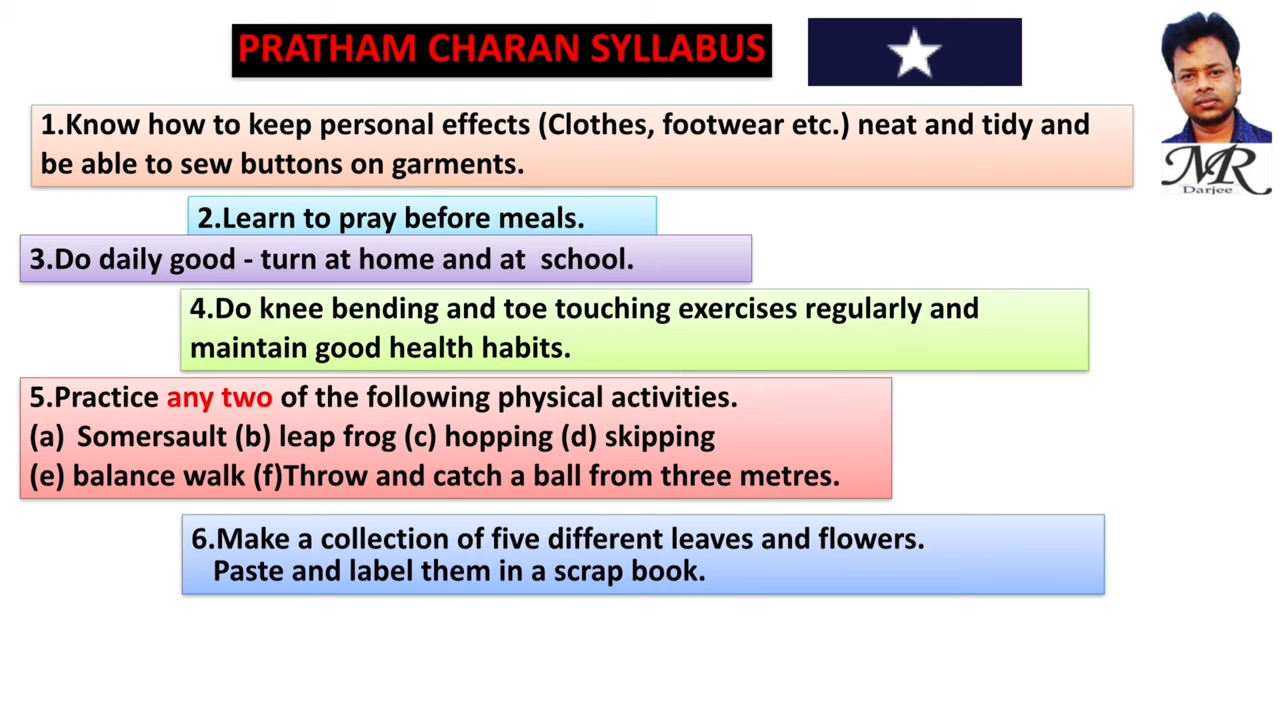 PRATHAM CHARAN SYLLABUS
1.Know how to keep personal effects (Clothes, footwear etc.) neat and tidy and
be able to sew buttons on garments.
MR
Darjee
2.Learn to pray before meals.
3.Do daily good - turn at home and at school.
4.Do knee bending and toe touching exercises regularly and
maintain good health habits.
5.Practice any two of the following physical activities.
(a) Somersault (b) leap frog (c) hopping (d) skipping
(e) balance walk (f)Throw and catch a ball from three metres.
6.Make a collection of five different leaves and flowers.
Paste and label them in a scrap book.